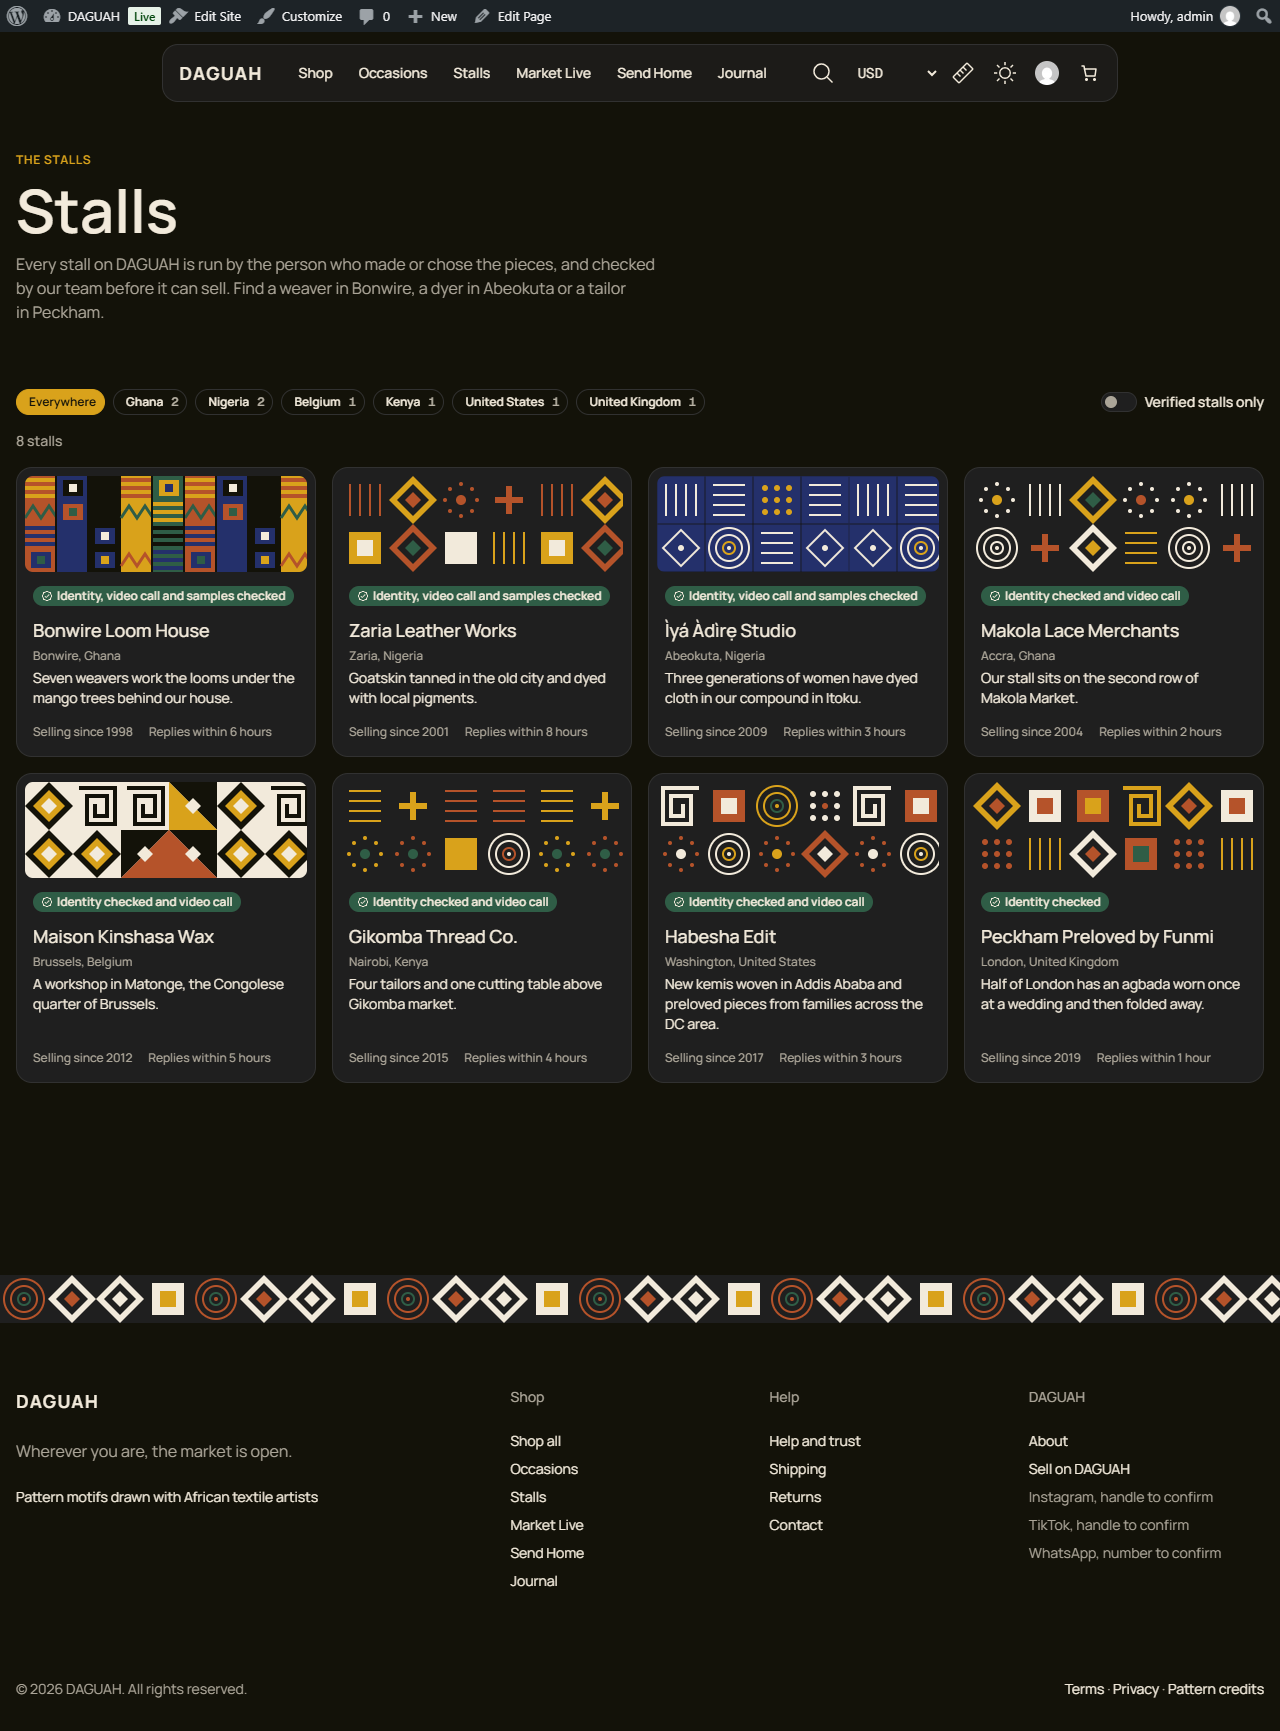 DAGUAH Live Edit Site Customize 0 New Edit Page Howdy, admin
DAGUAH Shop Occasions Stalls Market Live Send Home Journal USD
THE STALLS
Stalls
Every stall on DAGUAH is run by the person who made or chose the pieces, and checked
by our team before it can sell. Find a weaver in Bonwire, a dyer in Abeokuta or a tailor
in Peckham.
Everywhere Ghana 2 Nigeria 2 Belgium 1 Kenya 1 United States 1 United Kingdom 1 Verified stalls only
8 stalls
Identity, video call and samples checked
Bonwire Loom House
Bonwire, Ghana
Seven weavers work the looms under the
mango trees behind our house.
Selling since 1998 Replies within 6 hours
Identity, video call and samples checked
Zaria Leather Works
Zaria, Nigeria
Goatskin tanned in the old city and dyed
with local pigments.
Selling since 2001 Replies within 8 hours
Identity, video call and samples checked
Ìyá Àdìrẹ Studio
Abeokuta, Nigeria
Three generations of women have dyed
cloth in our compound in Itoku.
Selling since 2009 Replies within 3 hours
Identity checked and video call
Makola Lace Merchants
Accra, Ghana
Our stall sits on the second row of
Makola Market.
Selling since 2004 Replies within 2 hours
Identity checked and video call
Maison Kinshasa Wax
Brussels, Belgium
A workshop in Matonge, the Congolese
quarter of Brussels.
Selling since 2012 Replies within 5 hours
Identity checked and video call
Gikomba Thread Co.
Nairobi, Kenya
Four tailors and one cutting table above
Gikomba market.
Selling since 2015 Replies within 4 hours
Identity checked and video call
Habesha Edit
Washington, United States
New kemis woven in Addis Ababa and
preloved pieces from families across the
DC area.
Selling since 2017 Replies within 3 hours
Identity checked
Peckham Preloved by Funmi
London, United Kingdom
Half of London has an agbada worn once
at a wedding and then folded away.
Selling since 2019 Replies within 1 hour
DAGUAH
Wherever you are, the market is open.
Pattern motifs drawn with African textile artists
Shop
Shop all
Occasions
Stalls
Market Live
Send Home
Journal
Help
Help and trust
Shipping
Returns
Contact
DAGUAH
About
Sell on DAGUAH
Instagram, handle to confirm
TikTok, handle to confirm
WhatsApp, number to confirm
© 2026 DAGUAH. All rights reserved. Terms · Privacy · Pattern credits